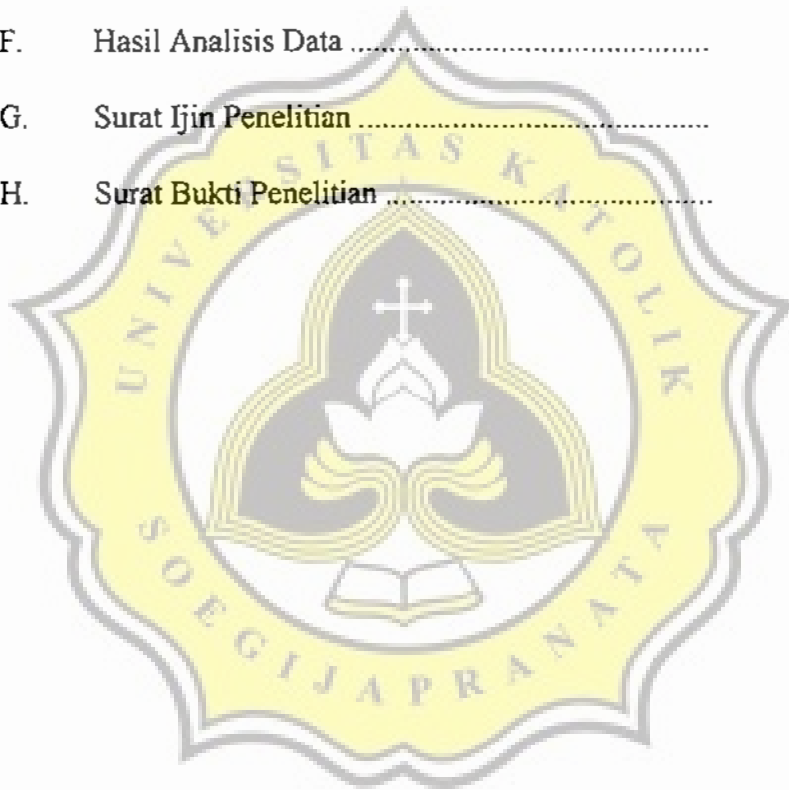 F. Hasil Analisis Data ................................................
G. Surat Ijin Penelitian ...............................................
H. Surat Bukti Penelitian ............................................
UNIVERSITAS KATOLIK
SOEGIJAPRANATA